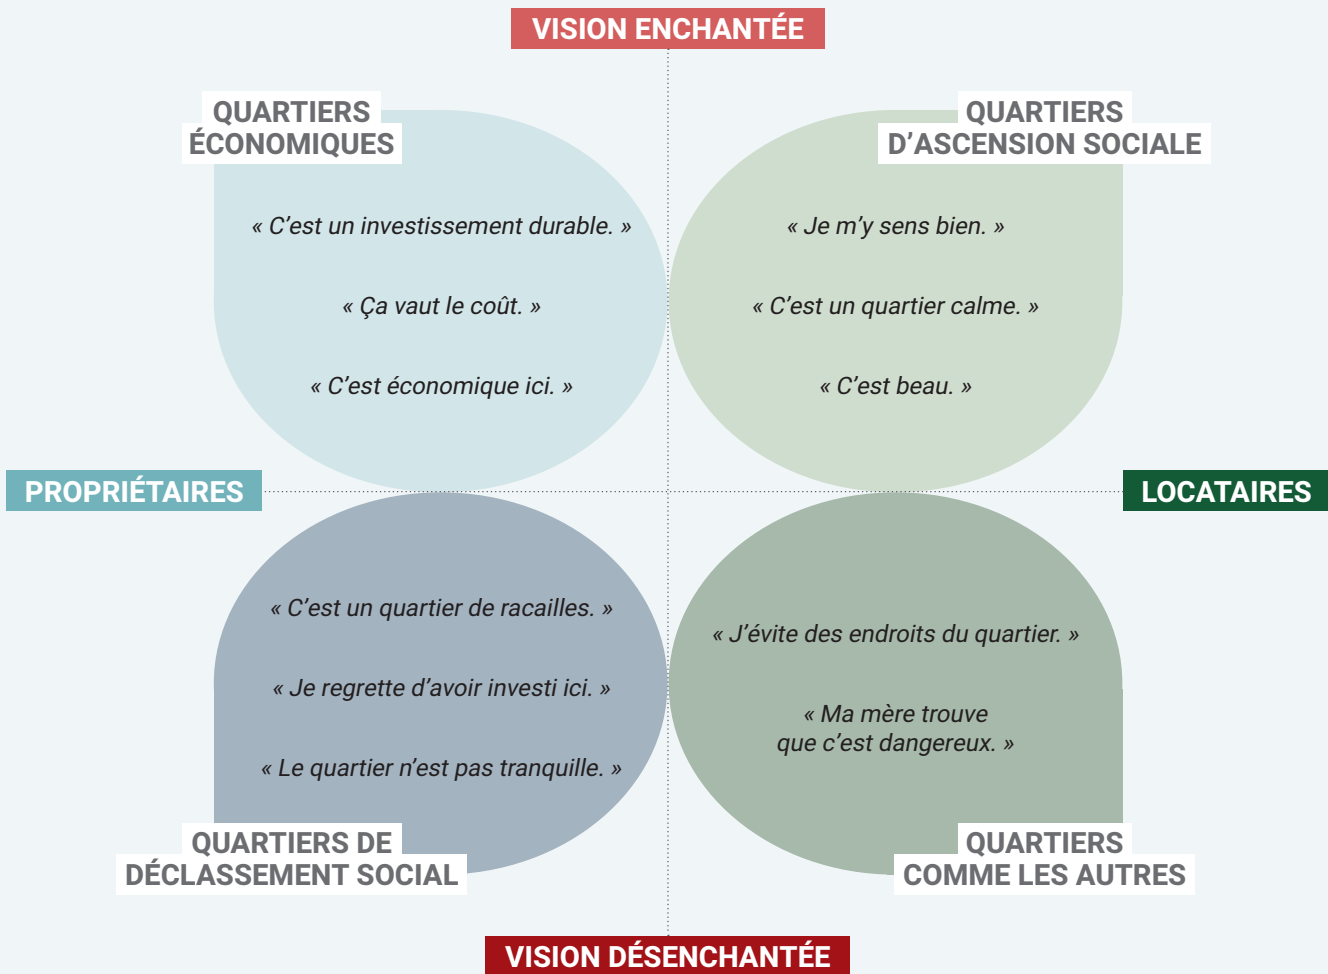 VISION ENCHANTÉE
QUARTIERS
ÉCONOMIQUES
« C’est un investissement durable. »
« Ça vaut le coût. »
« C’est économique ici. »
QUARTIERS
D’ASCENSION SOCIALE
« Je m’y sens bien. »
« C’est un quartier calme. »
« C’est beau. »
PROPRIÉTAIRES
LOCATAIRES
« C’est un quartier de racailles. »
« Je regrette d’avoir investi ici. »
« Le quartier n’est pas tranquille. »
QUARTIERS DE
DÉCLASSEMENT SOCIAL
« J’évite des endroits du quartier. »
« Ma mère trouve
que c’est dangereux. »
QUARTIERS
COMME LES AUTRES
VISION DÉSENCHANTÉE